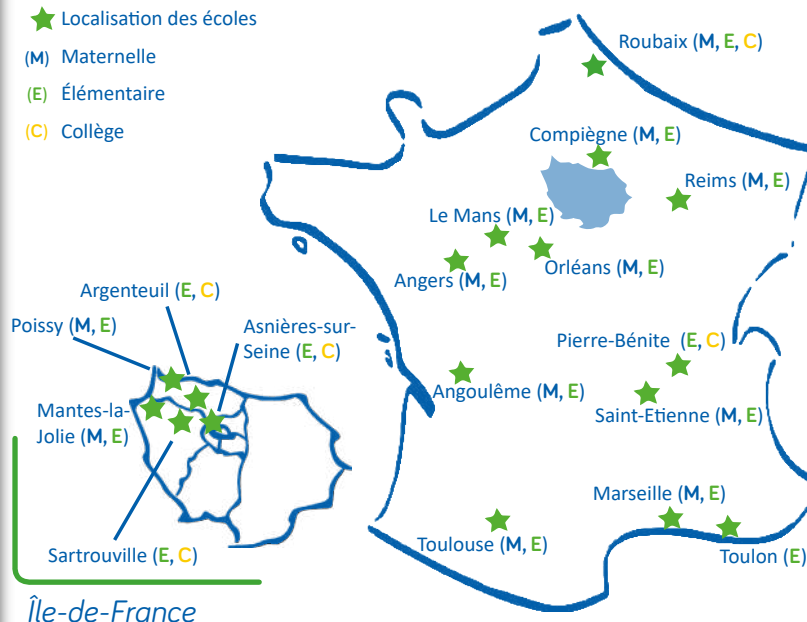 Localisation des écoles
(M) Maternelle
(E) Élémentaire
(C) Collège
Roubaix (M, E, C)
Compiègne (M, E)
Reims (M, E)
Le Mans (M, E)
Orléans (M, E)
Angers (M, E)
Pierre-Bénite (E, C)
Angoulême (M, E)
Saint-Etienne (M, E)
Marseille (M, E)
Toulouse (M, E)
Toulon (E)
Argenteuil (E, C)
Poissy (M, E)
Asnières-sur-
Seine (E, C)
Mantes-la-
Jolie (M, E)
Sartrouville (E, C)
Île-de-France